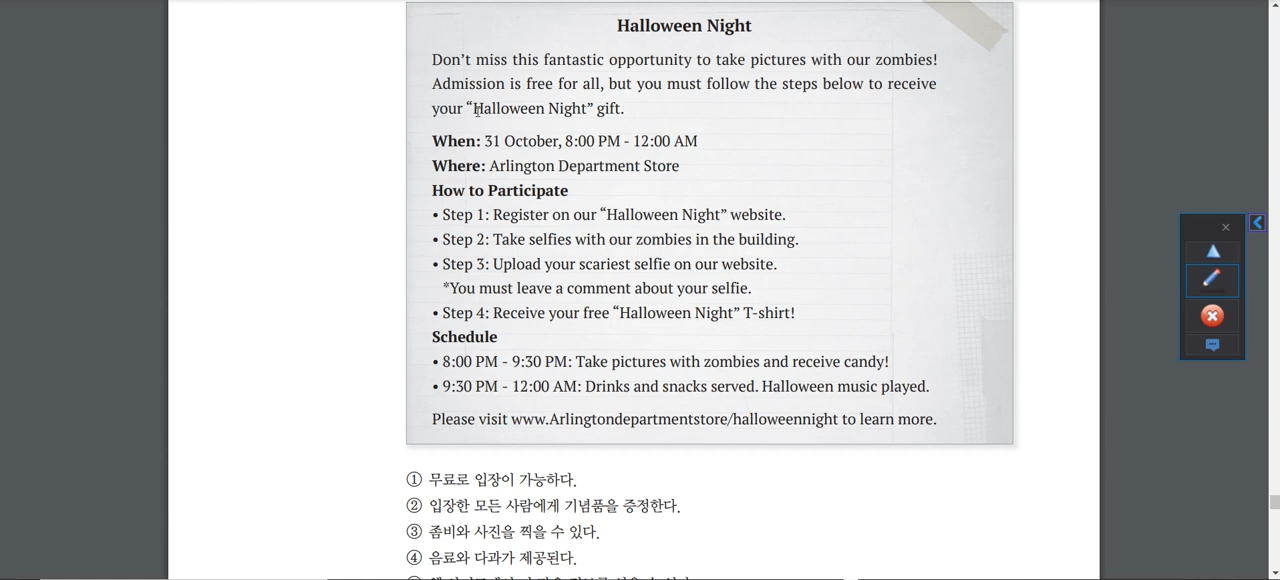 Halloween Night
Don’t miss this fantastic opportunity to take pictures with our zombies!
Admission is free for all, but you must follow the steps below to receive
your “Halloween Night” gift.
When: 31 October, 8:00 PM - 12:00 AM
Where: Arlington Department Store
How to Participate
• Step 1: Register on our “Halloween Night” website.
• Step 2: Take selfies with our zombies in the building.
• Step 3: Upload your scariest selfie on our website.
*You must leave a comment about your selfie.
• Step 4: Receive your free “Halloween Night” T-shirt!
Schedule
• 8:00 PM - 9:30 PM: Take pictures with zombies and receive candy!
• 9:30 PM - 12:00 AM: Drinks and snacks served. Halloween music played.
Please visit www.Arlingtondepartmentstore/halloweennight to learn more.
① 무료로 입장이 가능하다.
② 입장한 모든 사람에게 기념품을 증정한다.
③ 좀비와 사진을 찍을 수 있다.
④ 음료와 다과가 제공된다.